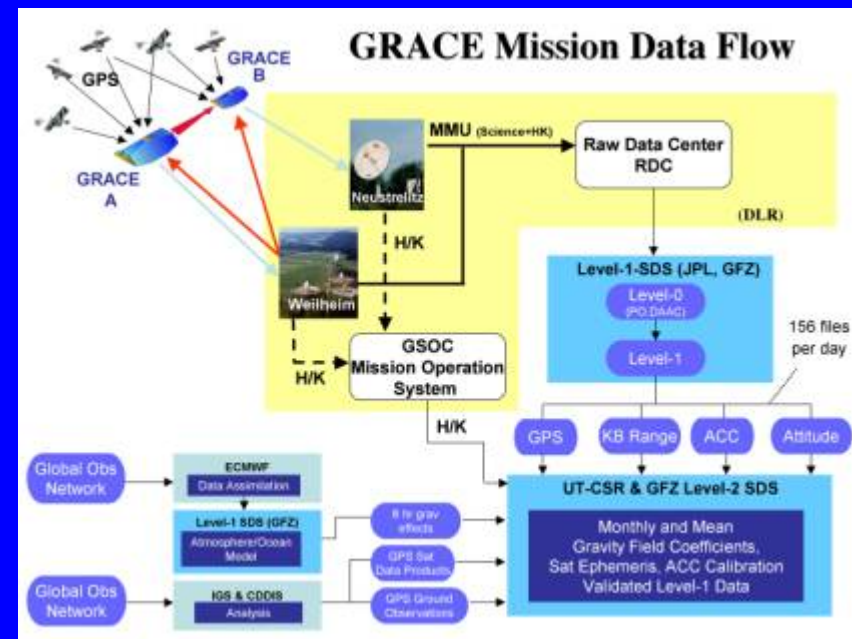 GRACE Mission Data Flow
GRACE
B
GPS
GRACE
A
MMU (Science+HK)
Raw Data Center
RDC
Neustrelitz
(DLR)
H/K
Weilheim
H/K
GSOC
Mission Operation
System
H/K
Level-1-SDS (JPL, GFZ)
Level-0
(PO.DAAC)
Level-1
156 files
per day
GPS
KB Range
ACC
Attitude
UT-CSR & GFZ Level-2 SDS
Monthly and Mean
Gravity Field Coefficients,
Sat Ephemeris, ACC Calibration
Validated Level-1 Data
Global Obs
Network
ECMWF
Data Assimilation
Level-1 SDS (GFZ)
Atmosphere/Ocean
Model
hr grav
effects
GPS Sat
Data Products
Global Obs
Network
IGS & CDDIS
Analysis
GPS Ground
Observations